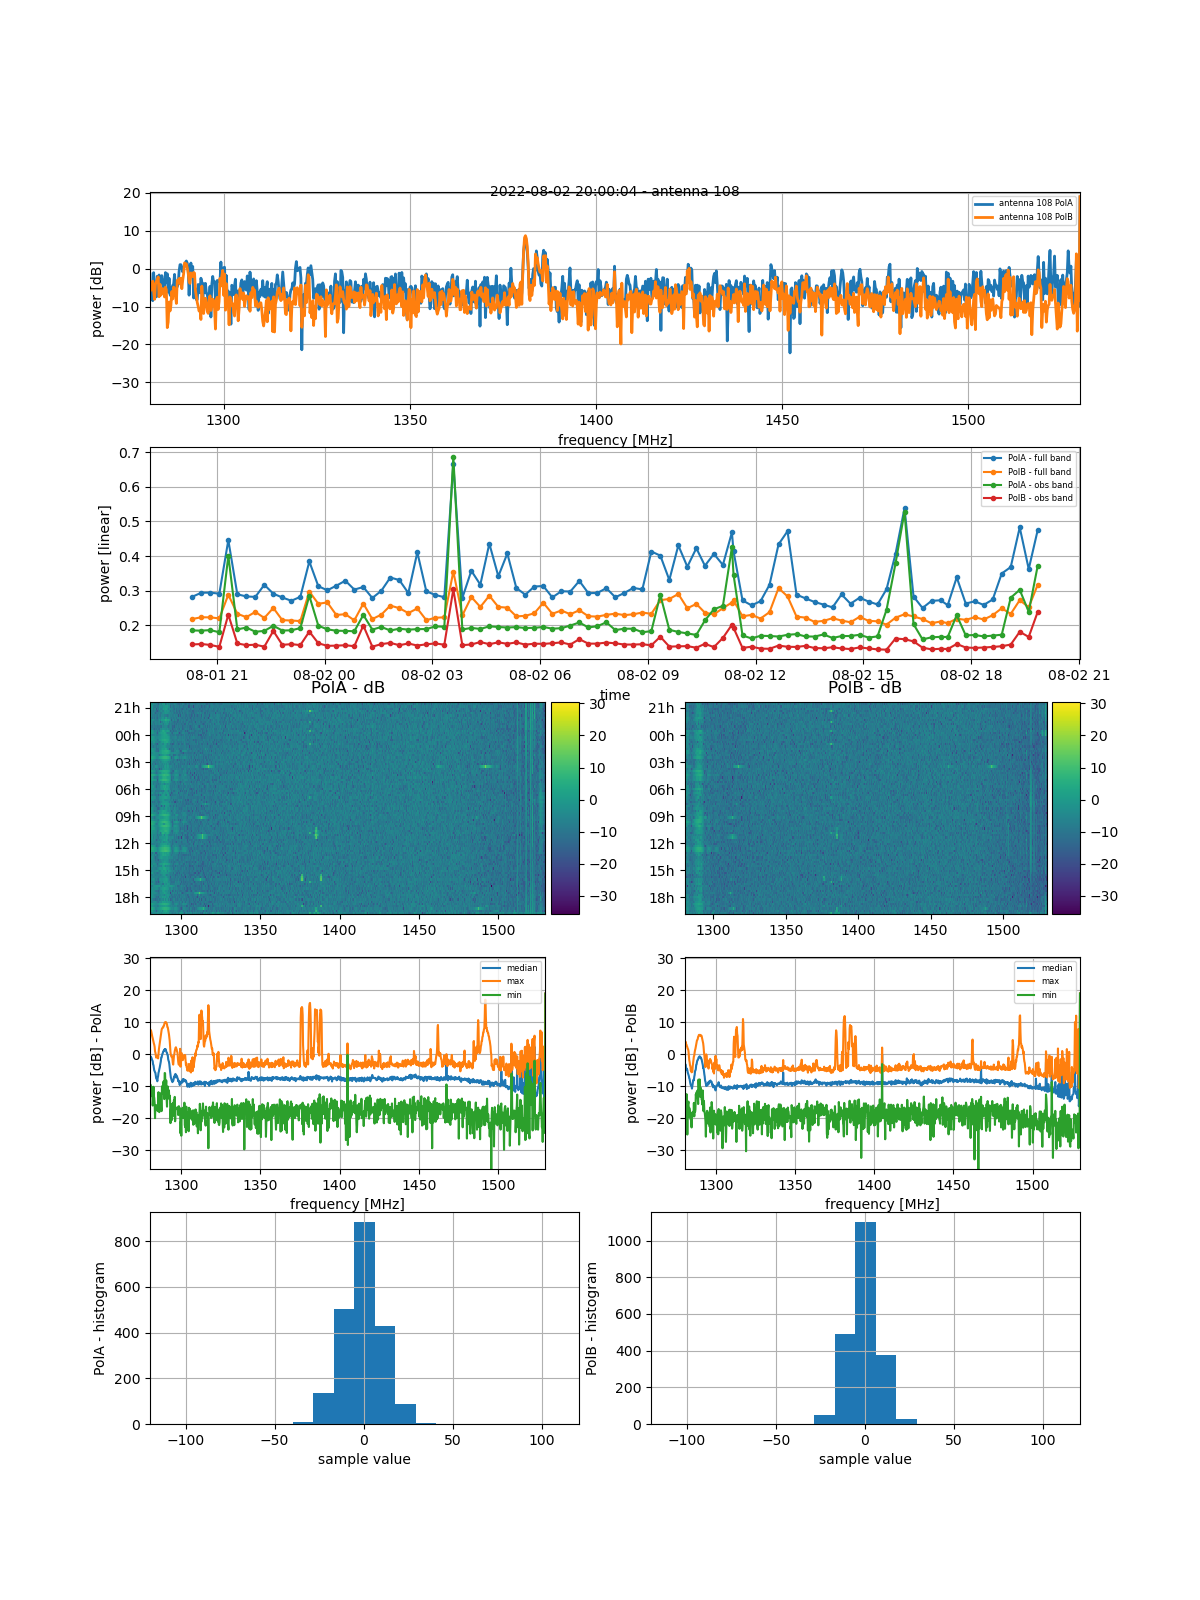 2022-08-02 20:00:04 - antenna 108
power [dB]
20
10
0
−10
−20
−30
antenna 108 PolA
antenna 108 PolB
1300 1350 1400 1450 1500
frequency [MHz]
power [linear]
0.7
0.6
0.5
0.4
0.3
0.2
PolA - full band
PolB - full band
PolA - obs band
PolB - obs band
08-01 21 08-02 00 08-02 03 08-02 06 08-02 09 08-02 12 08-02 15 08-02 18 08-02 21
time
PolA - dB
21h
00h
03h
06h
09h
12h
15h
18h
1300 1350 1400 1450 1500
30
20
10
0
−10
−20
−30
PolB - dB
21h
00h
03h
06h
09h
12h
15h
18h
1300 1350 1400 1450 1500
30
20
10
0
−10
−20
−30
power [dB] - PolA
30
20
10
0
−10
−20
−30
median
max
min
1300 1350 1400 1450 1500
frequency [MHz]
power [dB] - PolB
30
20
10
0
−10
−20
−30
median
max
min
1300 1350 1400 1450 1500
frequency [MHz]
PolA - histogram
800
600
400
200
0
−100 −50 0 50 100
sample value
PolB - histogram
1000
800
600
400
200
0
−100 −50 0 50 100
sample value